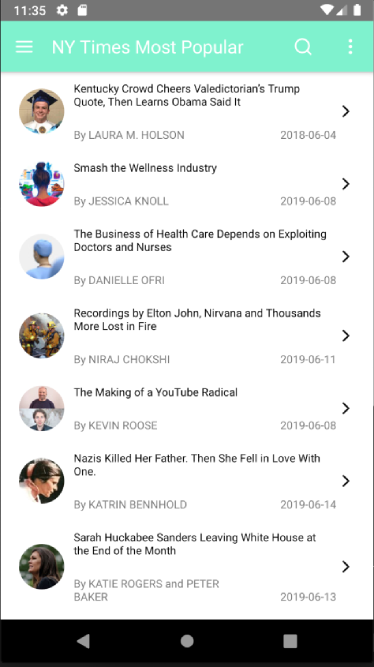 11:35
NY Times Most Popular
Kentucky Crowd Cheers Valedictorian's Trump
Quote, Then Learns Obama Said It
By LAURA M. HOLSON 2018-06-04
Smash the Wellness Industry
By JESSICA KNOLL 2019-06-08
The Business of Health Care Depends on Exploiting
Doctors and Nurses
By DANIELLE OFRI 2019-06-08
Recordings by Elton John, Nirvana and Thousands
More Lost in Fire
By NIRAJ CHOKSHI 2019-06-11
The Making of a YouTube Radical
By KEVIN ROOSE 2019-06-08
Nazis Killed Her Father. Then She Fell in Love With
One.
By KATRIN BENNHOLD 2019-06-14
Sarah Huckabee Sanders Leaving White House at
the End of the Month
By KATIE ROGERS and PETER
BAKER 2019-06-13